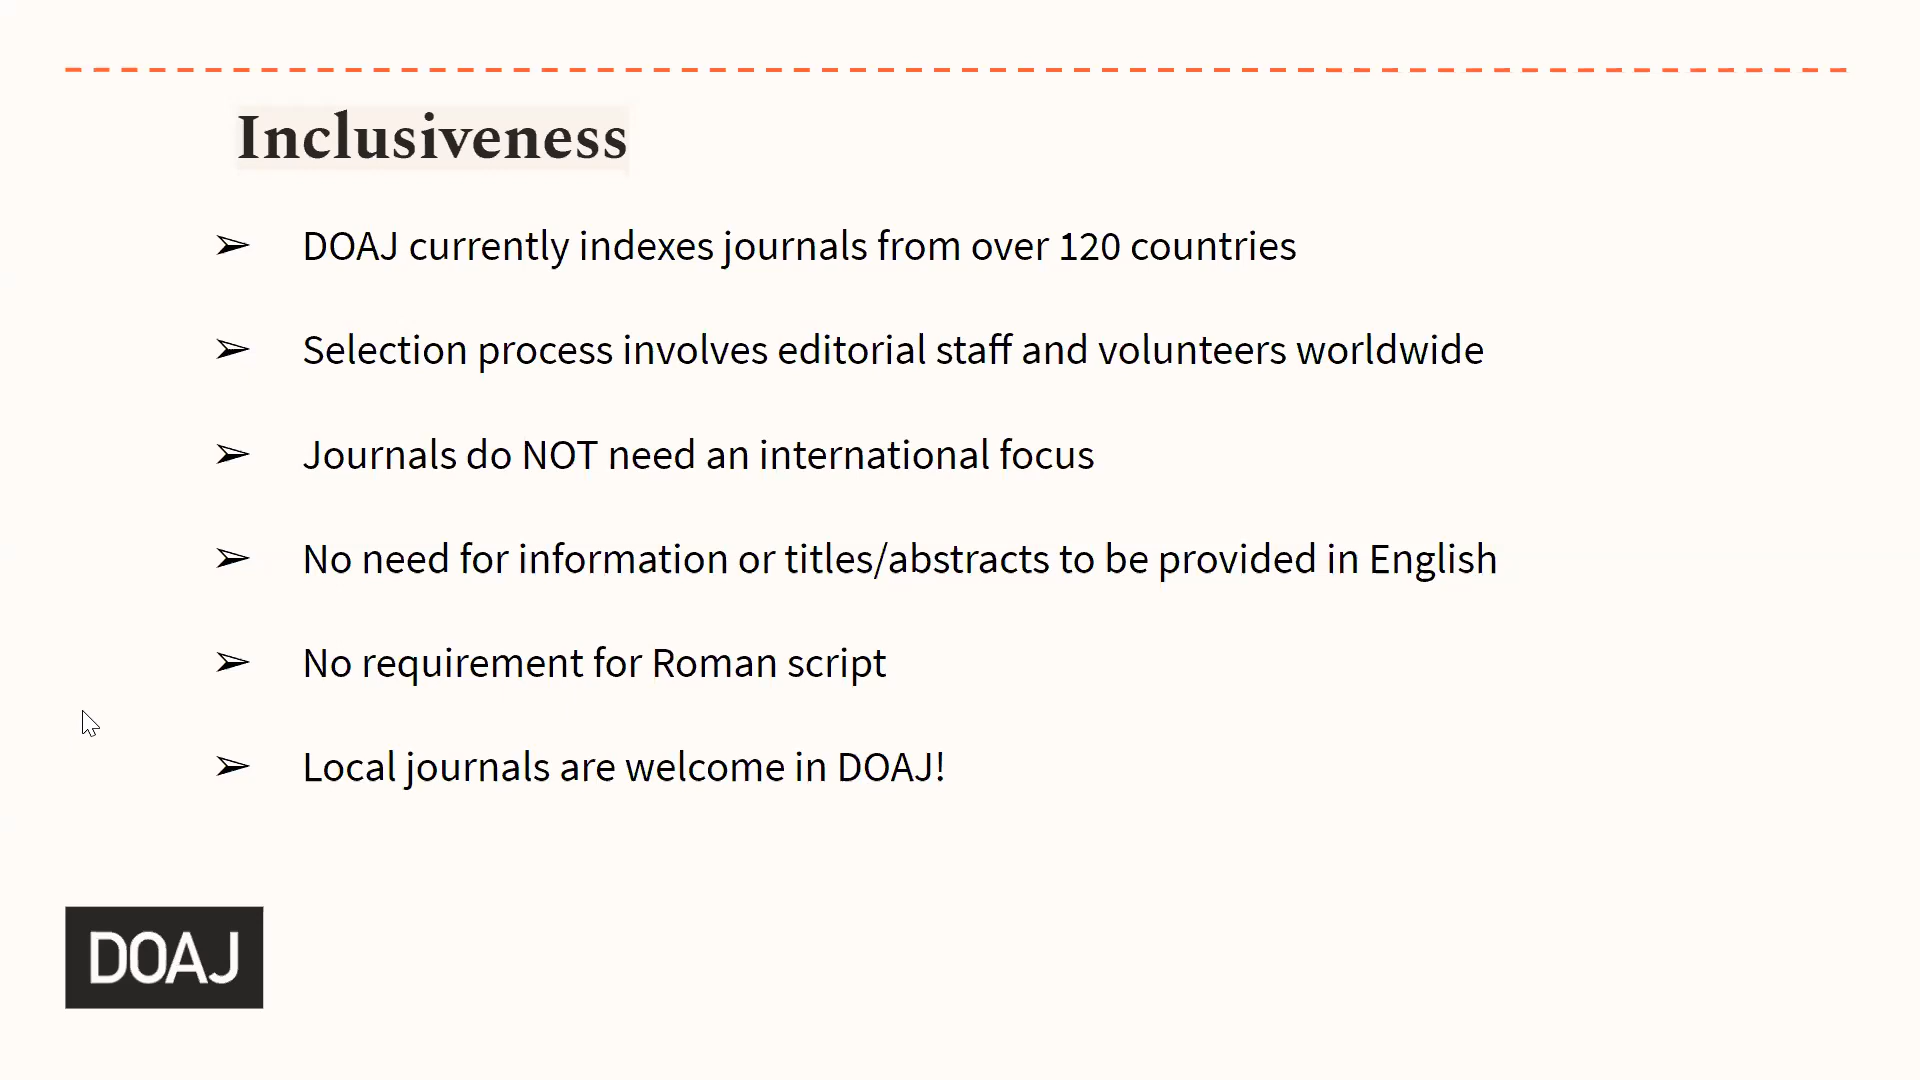 Inclusiveness
➢ DOAJ currently indexes journals from over 120 countries
➢ Selection process involves editorial staff and volunteers worldwide
➢ Journals do NOT need an international focus
➢ No need for information or titles/abstracts to be provided in English
➢ No requirement for Roman script
➢ Local journals are welcome in DOAJ!
DOAJ